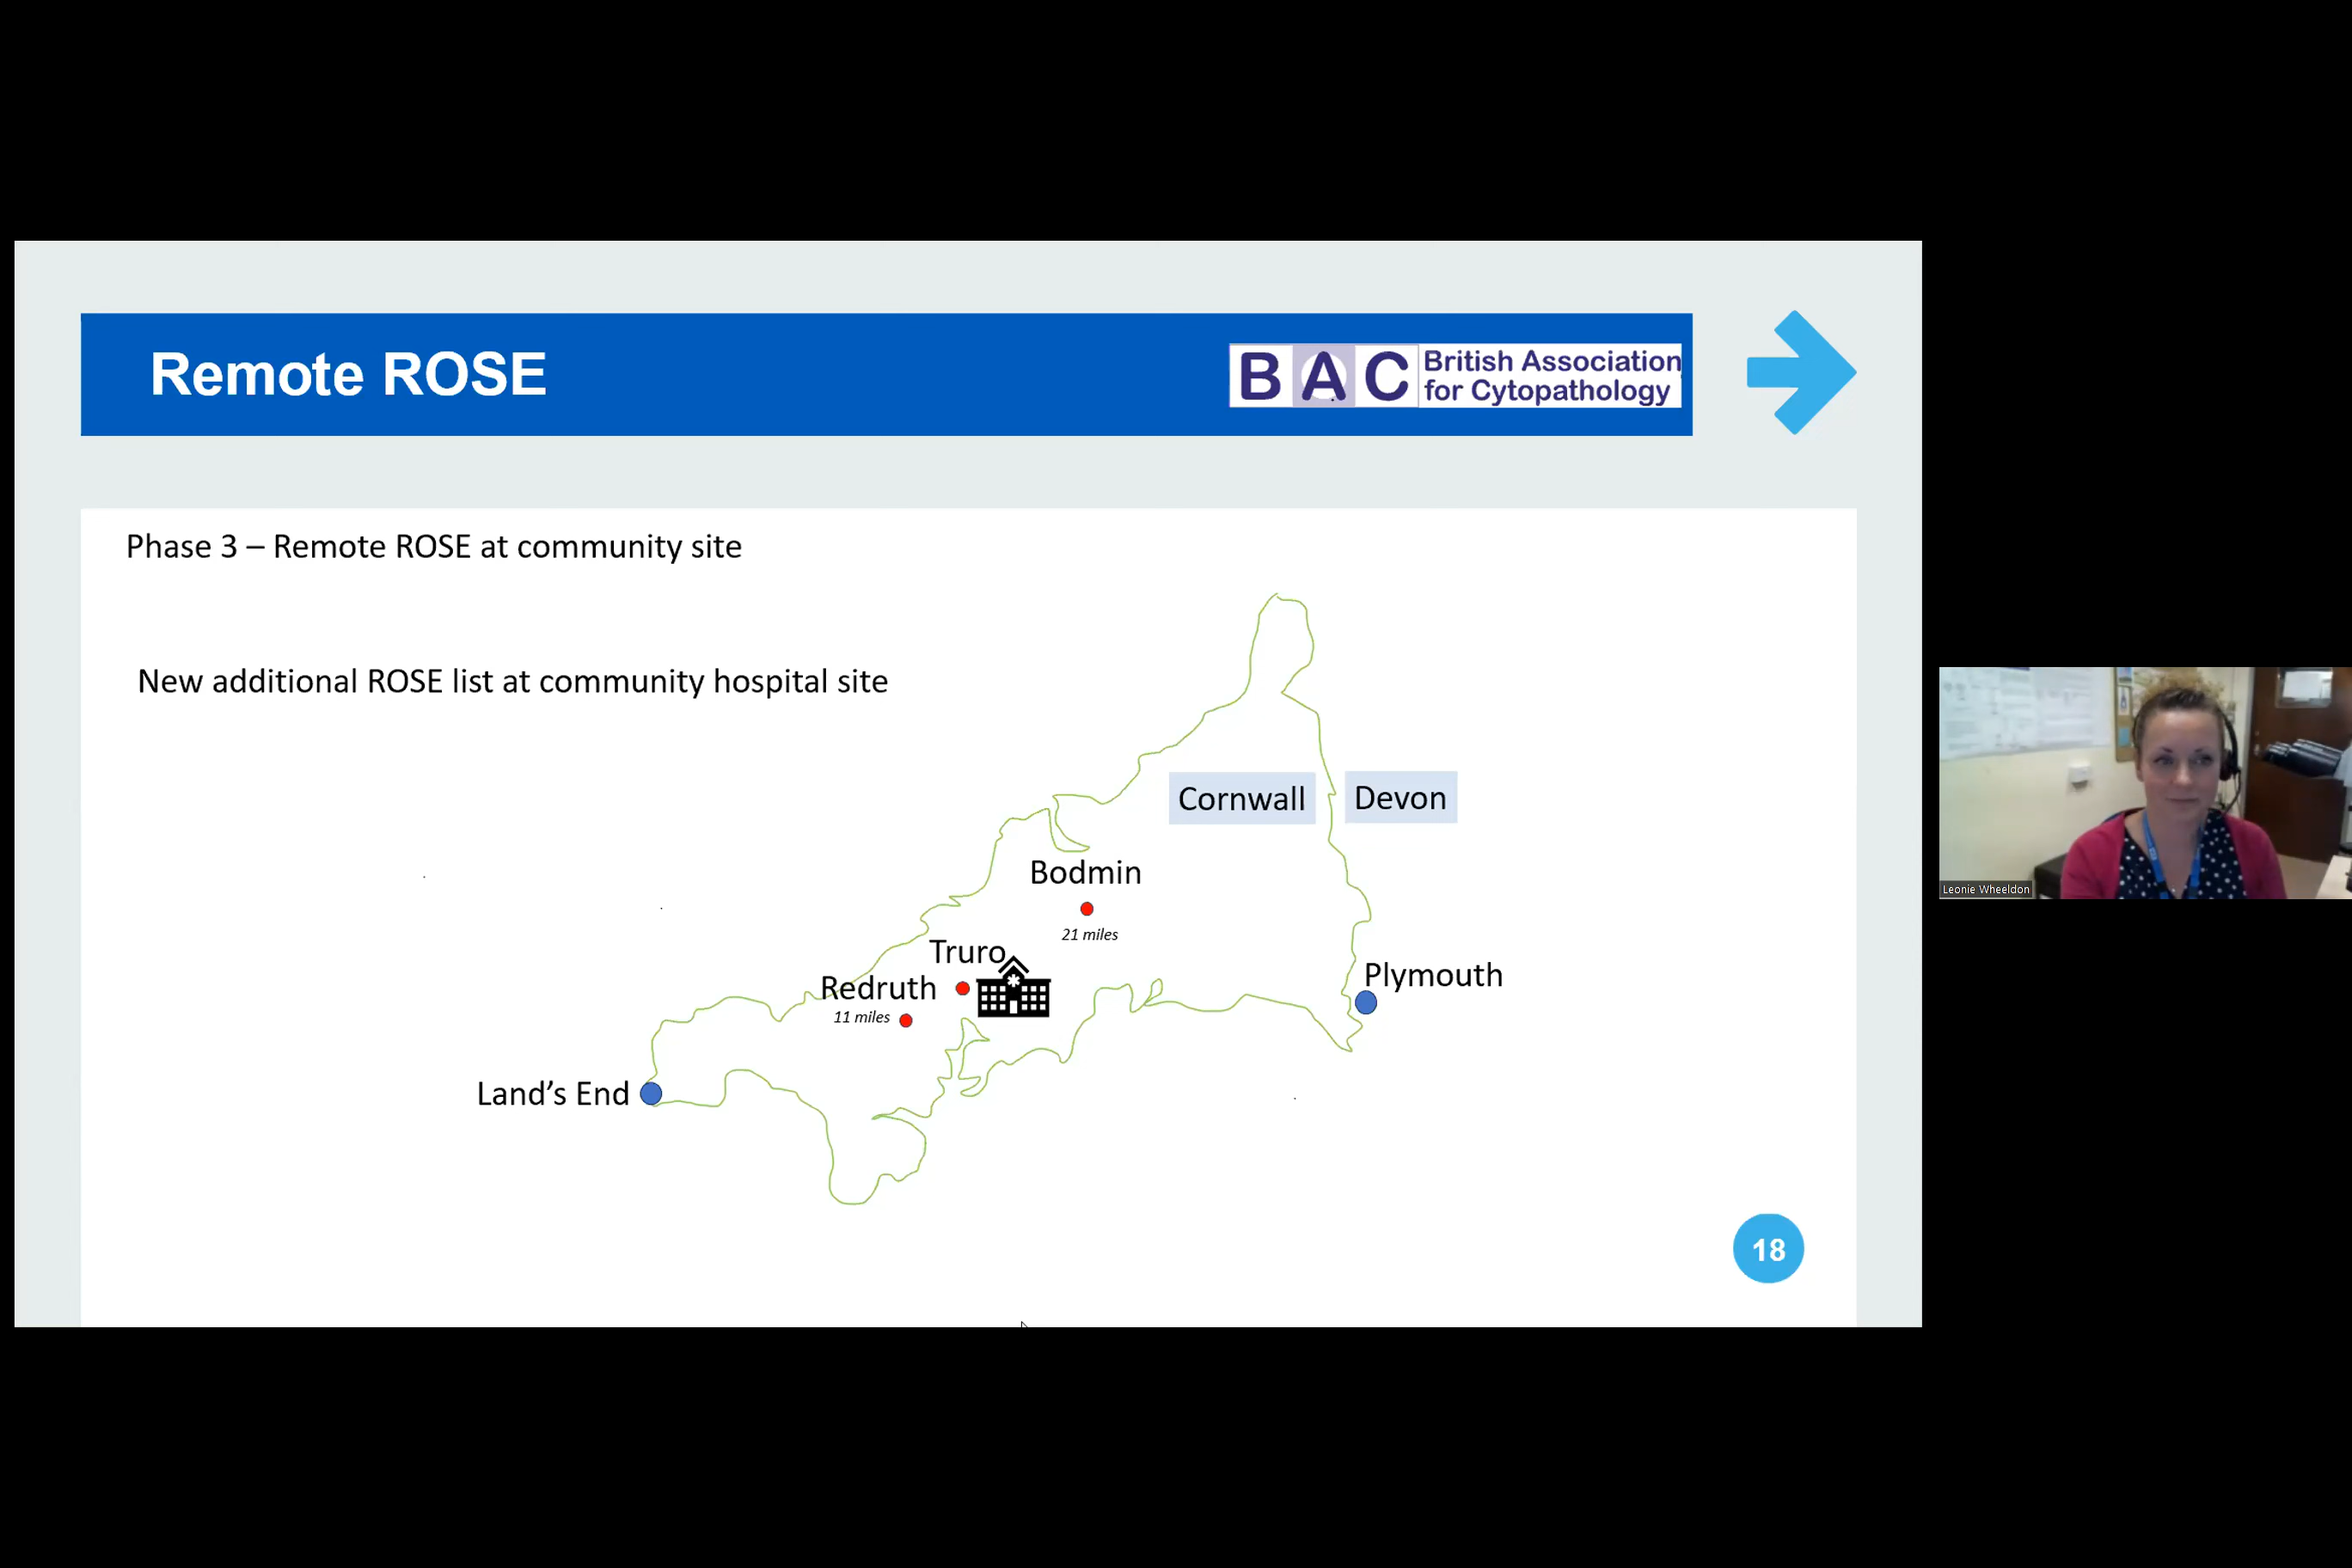 Remote ROSE
BAC
British Association
for Cytopathology
Phase 3 – Remote ROSE at community site
New additional ROSE list at community hospital site
Cornwall
Devon
Bodmin
21 miles
Truro
Redruth
11 miles
Plymouth
Land’s End
18
Leonie Wheeldon